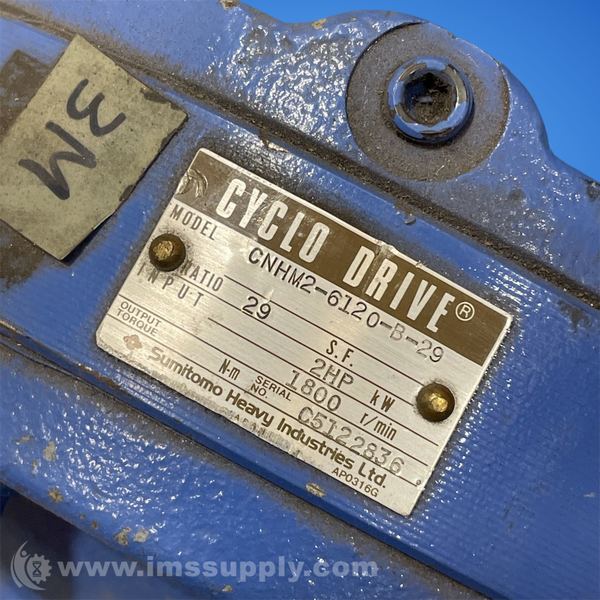 3M
CYCLO DRIVE®
MODEL CNHM2-6120-B-29
RATIO 29 S.F.
INPUT 2HP kW
1800 r/min
OUTPUT TORQUE N·m SERIAL NO. C5122836
Sumitomo Heavy Industries Ltd.
AP0316G
www.imssupply.com